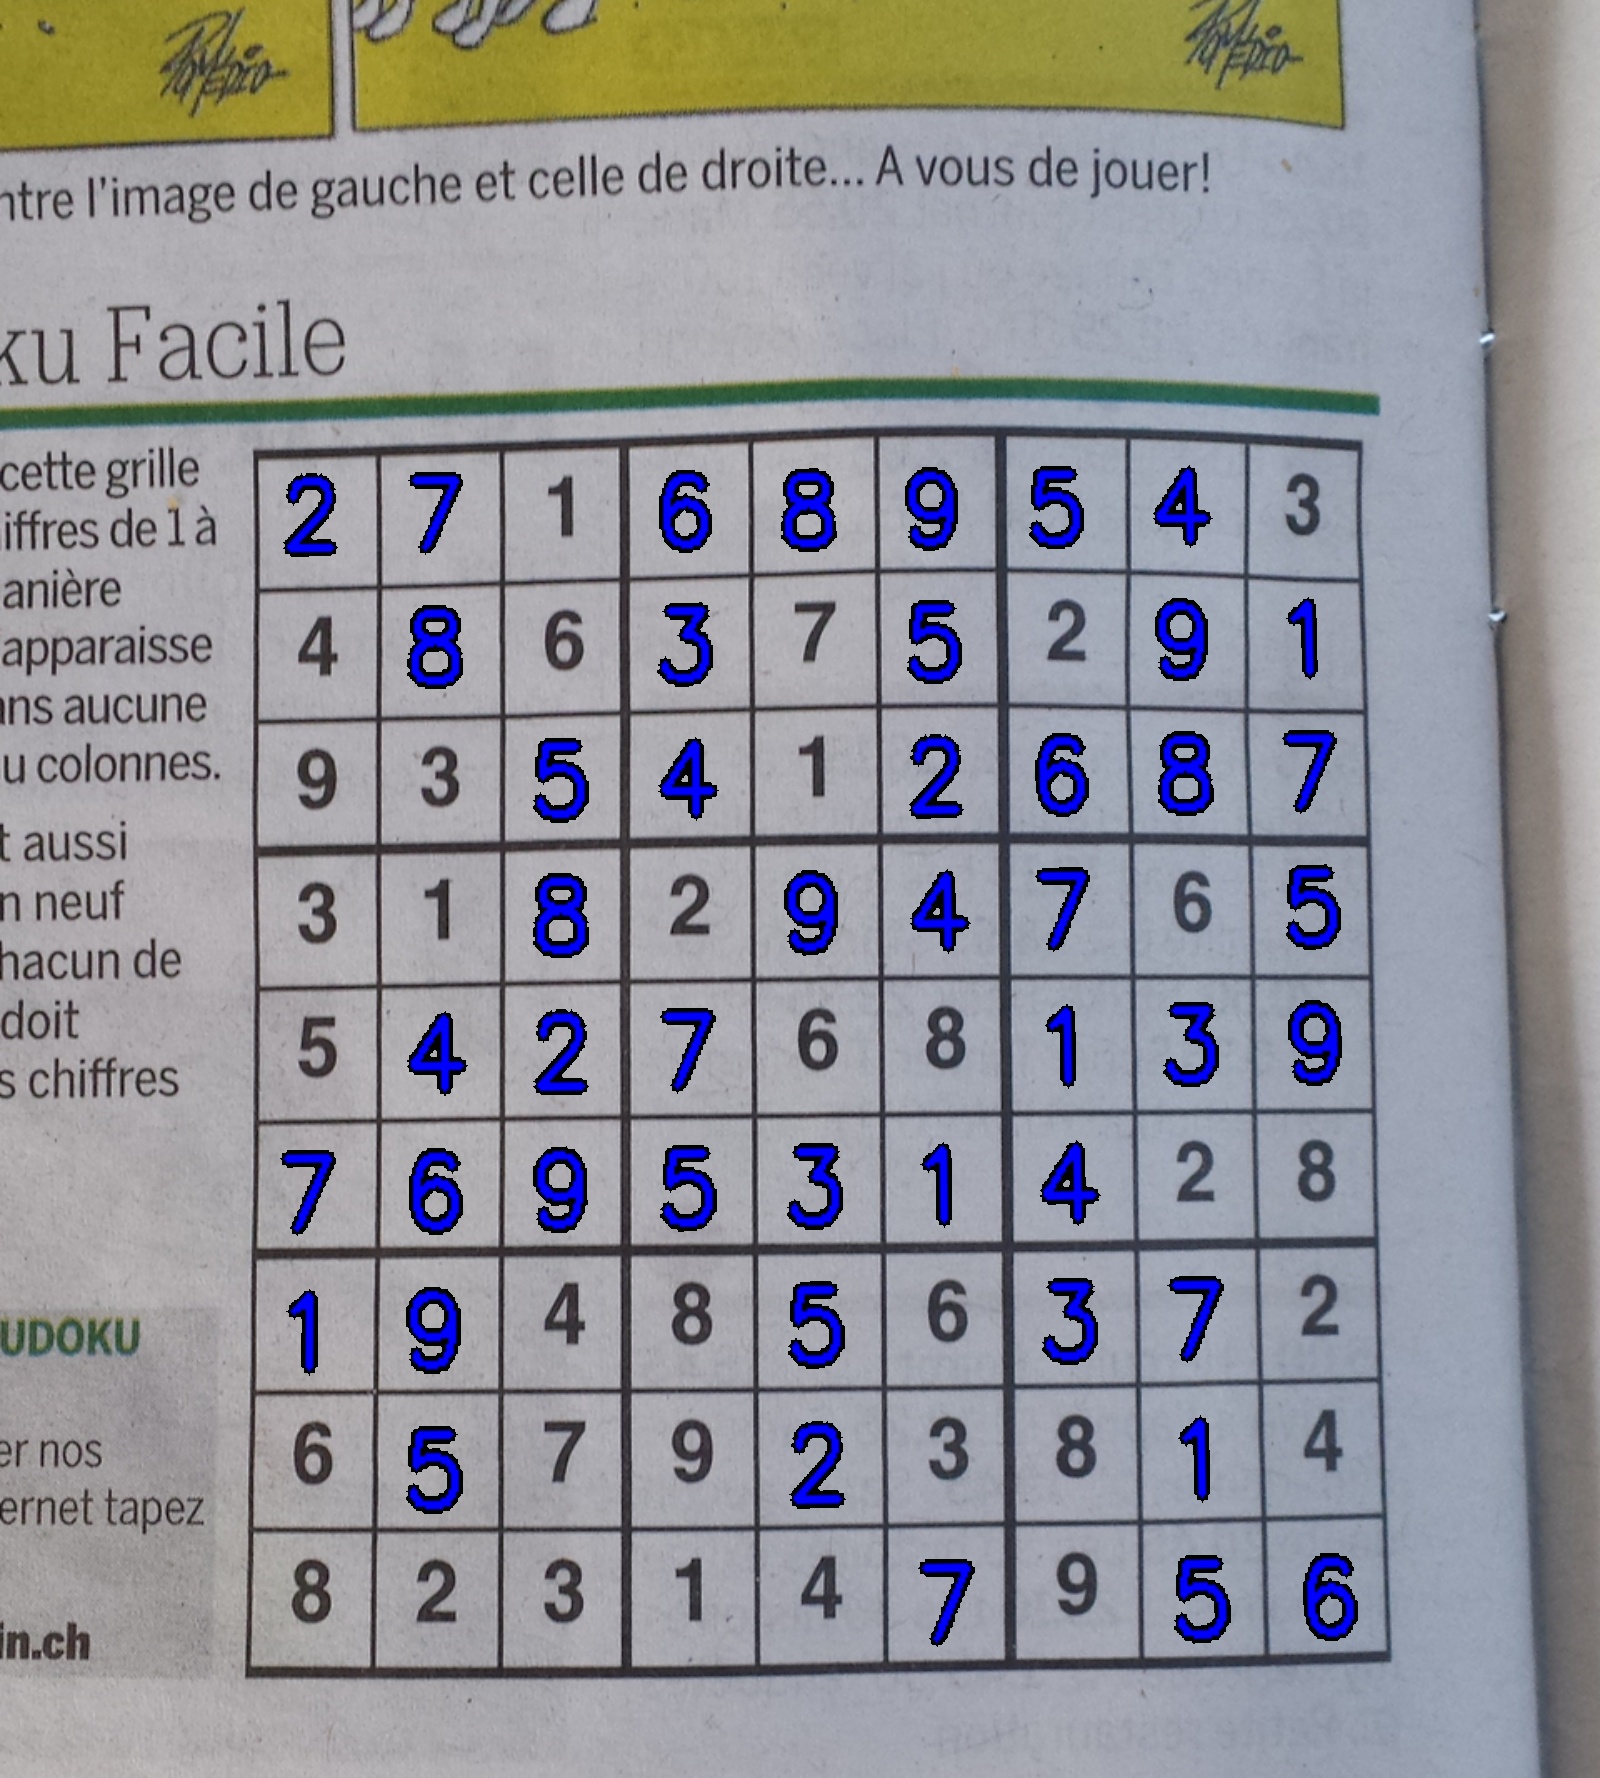 ntre l'image de gauche et celle de droite... A vous de jouer!
ku Facile
cette grille
iffres de 1 à
anière
apparaisse
ans aucune
u colonnes.
t aussi
n neuf
hacun de
doit
s chiffres
UDOKU
er nos
ernet tapez
in.ch
2 7 1 6 8 9 5 4 3
4 8 6 3 7 5 2 9 1
9 3 5 4 1 2 6 8 7
3 1 8 2 9 4 7 6 5
5 4 2 7 6 8 1 3 9
7 6 9 5 3 1 4 2 8
1 9 4 8 5 6 3 7 2
6 5 7 9 2 3 8 1 4
8 2 3 1 4 7 9 5 6